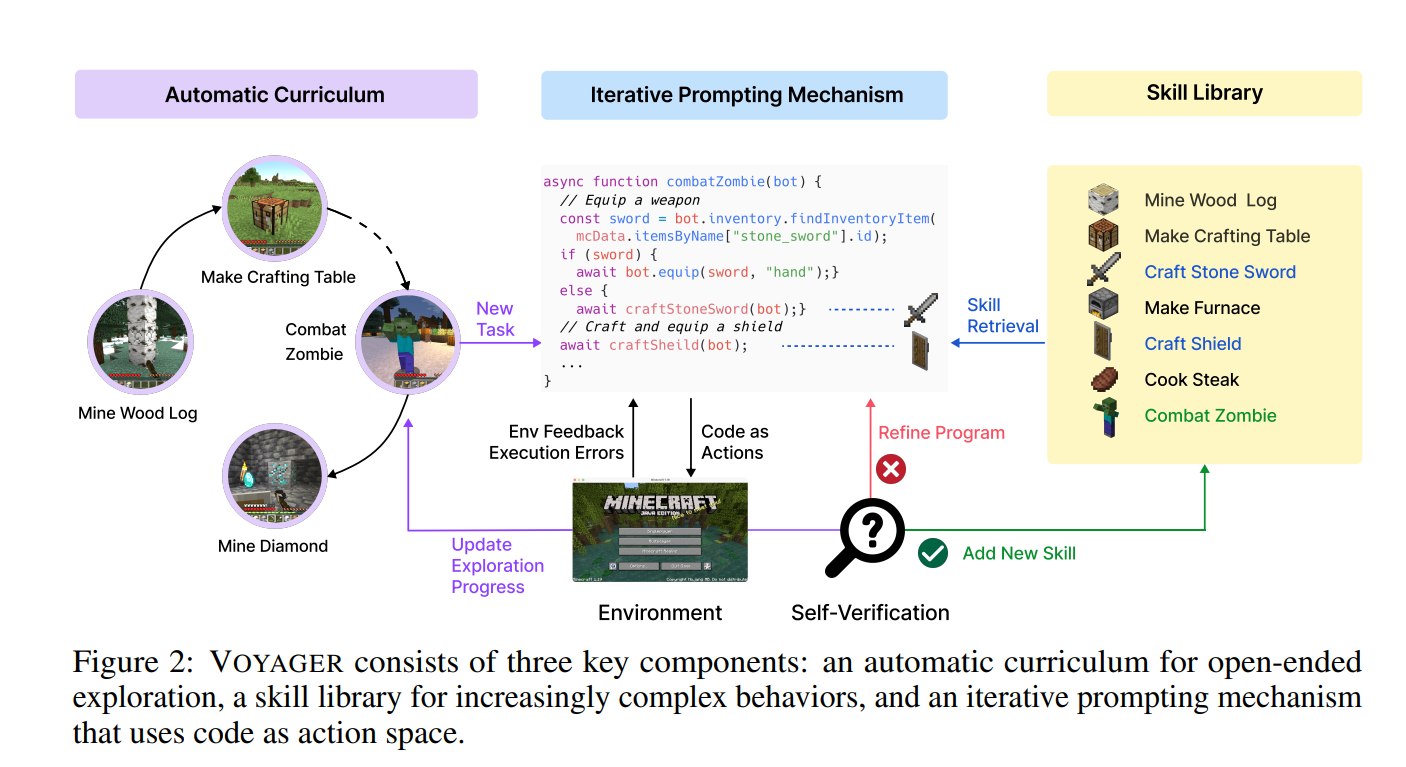 Automatic Curriculum
Iterative Prompting Mechanism
Skill Library
Make Crafting Table
Combat
Zombie
Mine Wood Log
Mine Diamond
New
Task
async function combatZombie(bot) {
// Equip a weapon
const sword = bot.inventory.findInventoryItem(
mcData.itemsByName["stone_sword"].id);
if (sword) {
await bot.equip(sword, "hand");}
else {
await craftStoneSword(bot);}
// Craft and equip a shield
await craftSheild(bot);
...
}
Skill
Retrieval
Mine Wood Log
Make Crafting Table
Craft Stone Sword
Make Furnace
Craft Shield
Cook Steak
Combat Zombie
Env Feedback
Execution Errors
Code as
Actions
Refine Program
MINECRAFT
JAVA EDITION
Update
Exploration
Progress
?
Add New Skill
Environment
Self-Verification
Figure 2: VOYAGER consists of three key components: an automatic curriculum for open-ended
exploration, a skill library for increasingly complex behaviors, and an iterative prompting mechanism
that uses code as action space.